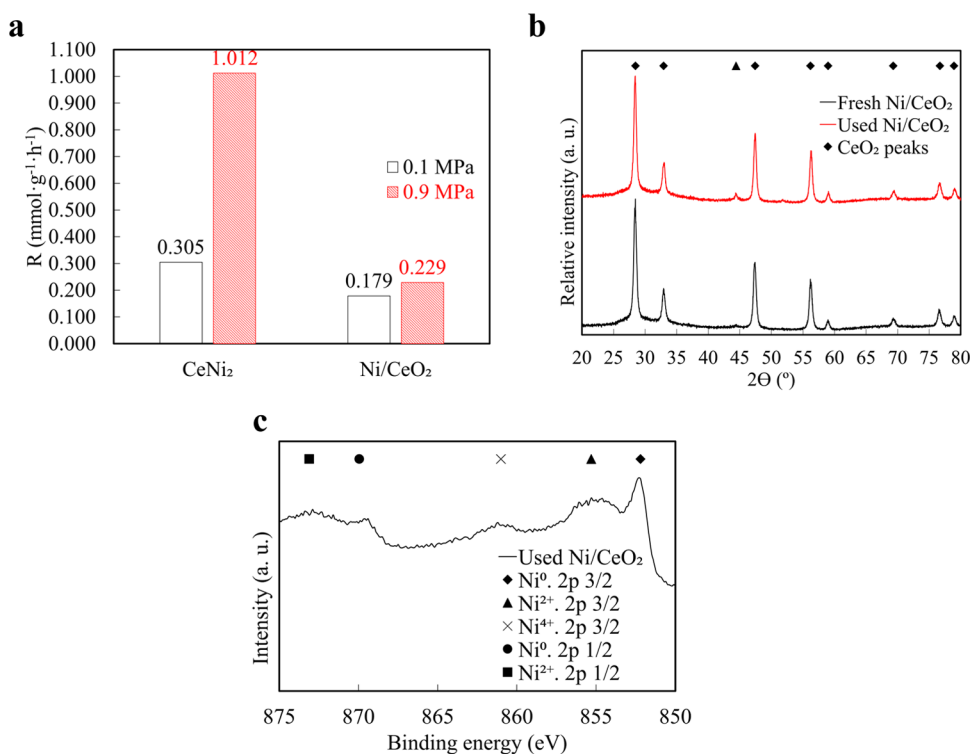 a
R (mmol·g⁻¹·h⁻¹)
1.100
1.000
0.900
0.800
0.700
0.600
0.500
0.400
0.300
0.200
0.100
0.000
0.305
1.012
0.179
0.229
0.1 MPa
0.9 MPa
CeNi₂
Ni/CeO₂
b
Relative intensity (a. u.)
Fresh Ni/CeO₂
Used Ni/CeO₂
CeO₂ peaks
20 25 30 35 40 45 50 55 60 65 70 75 80
2Θ (º)
c
Intensity (a. u.)
Used Ni/CeO₂
Ni⁰. 2p 3/2
Ni²⁺. 2p 3/2
Ni⁴⁺. 2p 3/2
Ni⁰. 2p 1/2
Ni²⁺. 2p 1/2
875 870 865 860 855 850
Binding energy (eV)